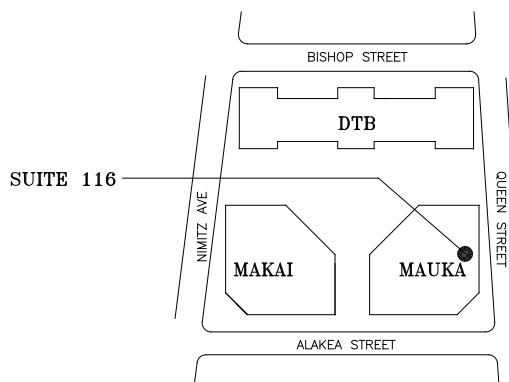 BISHOP STREET
DTB
SUITE 116
NIMITZ AVE
QUEEN STREET
MAKAI
MAUKA
ALAKEA STREET